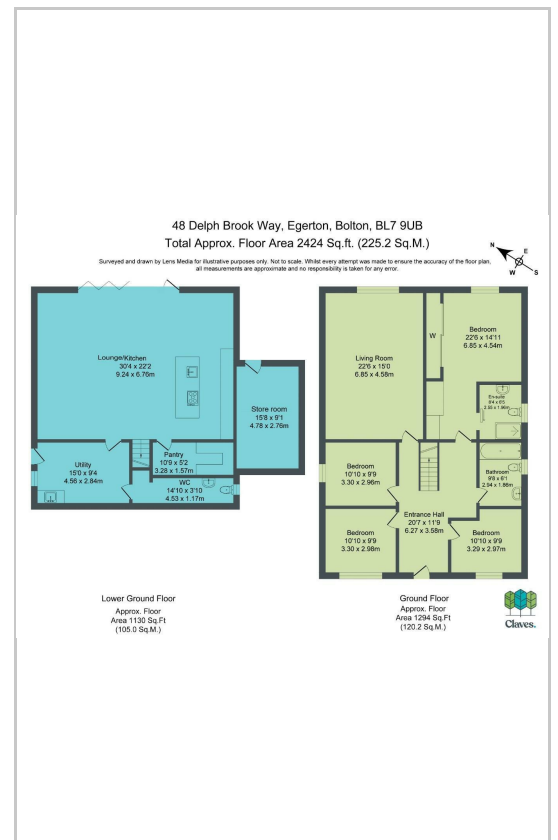 48 Delph Brook Way, Egerton, Bolton, BL7 9UB
Total Approx. Floor Area 2424 Sq.ft. (225.2 Sq.M.)
Surveyed and drawn by Lens Media for illustrative purposes only. Not to scale. Whilst every attempt was made to ensure the accuracy of the floor plan,
all measurements are approximate and no responsibility is taken for any error.
N
E
W
S
Lounge/Kitchen
30'4 x 22'2
9.24 x 6.76m
Store room
15'8 x 9'1
4.78 x 2.76m
Utility
15'0 x 9'4
4.56 x 2.84m
Pantry
10'9 x 5'2
3.28 x 1.57m
WC
14'10 x 3'10
4.53 x 1.17m
Living Room
22'6 x 15'0
6.85 x 4.58m
W
Bedroom
22'6 x 14'11
6.85 x 4.54m
En-suite
8'4 x 6'5
2.55 x 1.96m
Bedroom
10'10 x 9'9
3.30 x 2.96m
Bathroom
9'8 x 6'1
2.94 x 1.86m
Entrance Hall
20'7 x 11'9
6.27 x 3.58m
Bedroom
10'10 x 9'9
3.30 x 2.98m
Bedroom
10'10 x 9'9
3.29 x 2.97m
Lower Ground Floor
Approx. Floor
Area 1130 Sq.Ft
(105.0 Sq.M.)
Ground Floor
Approx. Floor
Area 1294 Sq.Ft
(120.2 Sq.M.)
Claves.